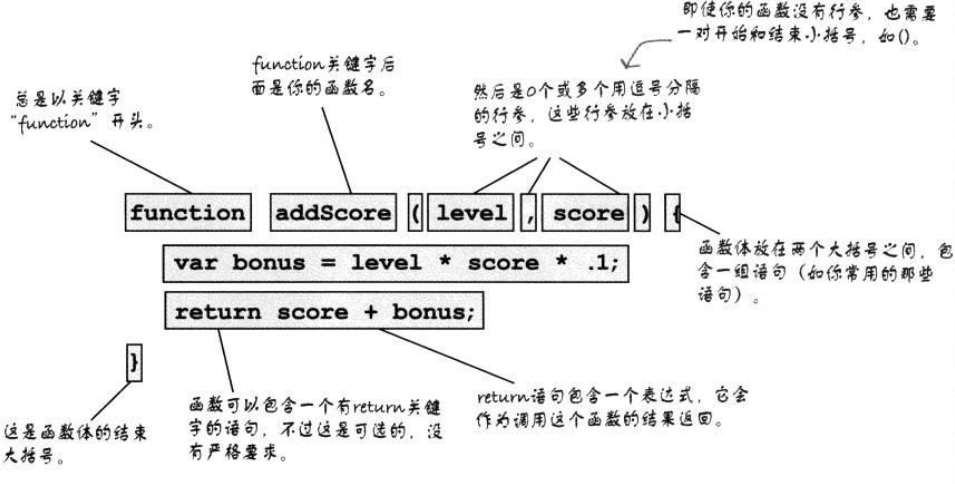 即使你的函数没有行参，也需要
一对开始和结束小括号，如()。
function关键字后
面是你的函数名。
总是以关键字
“function”开头。
然后是0个或多个用逗号分隔
的行参，这些行参放在小括
号之间。
function addScore ( level , score ) {
函数体放在两个大括号之间，包
含一组语句（如你常用的那些
语句）。
var bonus = level * score * .1;
return score + bonus;
}
函数可以包含一个有return关键
字的语句，不过这是可选的，没
有严格要求。
return语句包含一个表达式，它会
作为调用这个函数的结果返回。
这是函数体的结束
大括号。